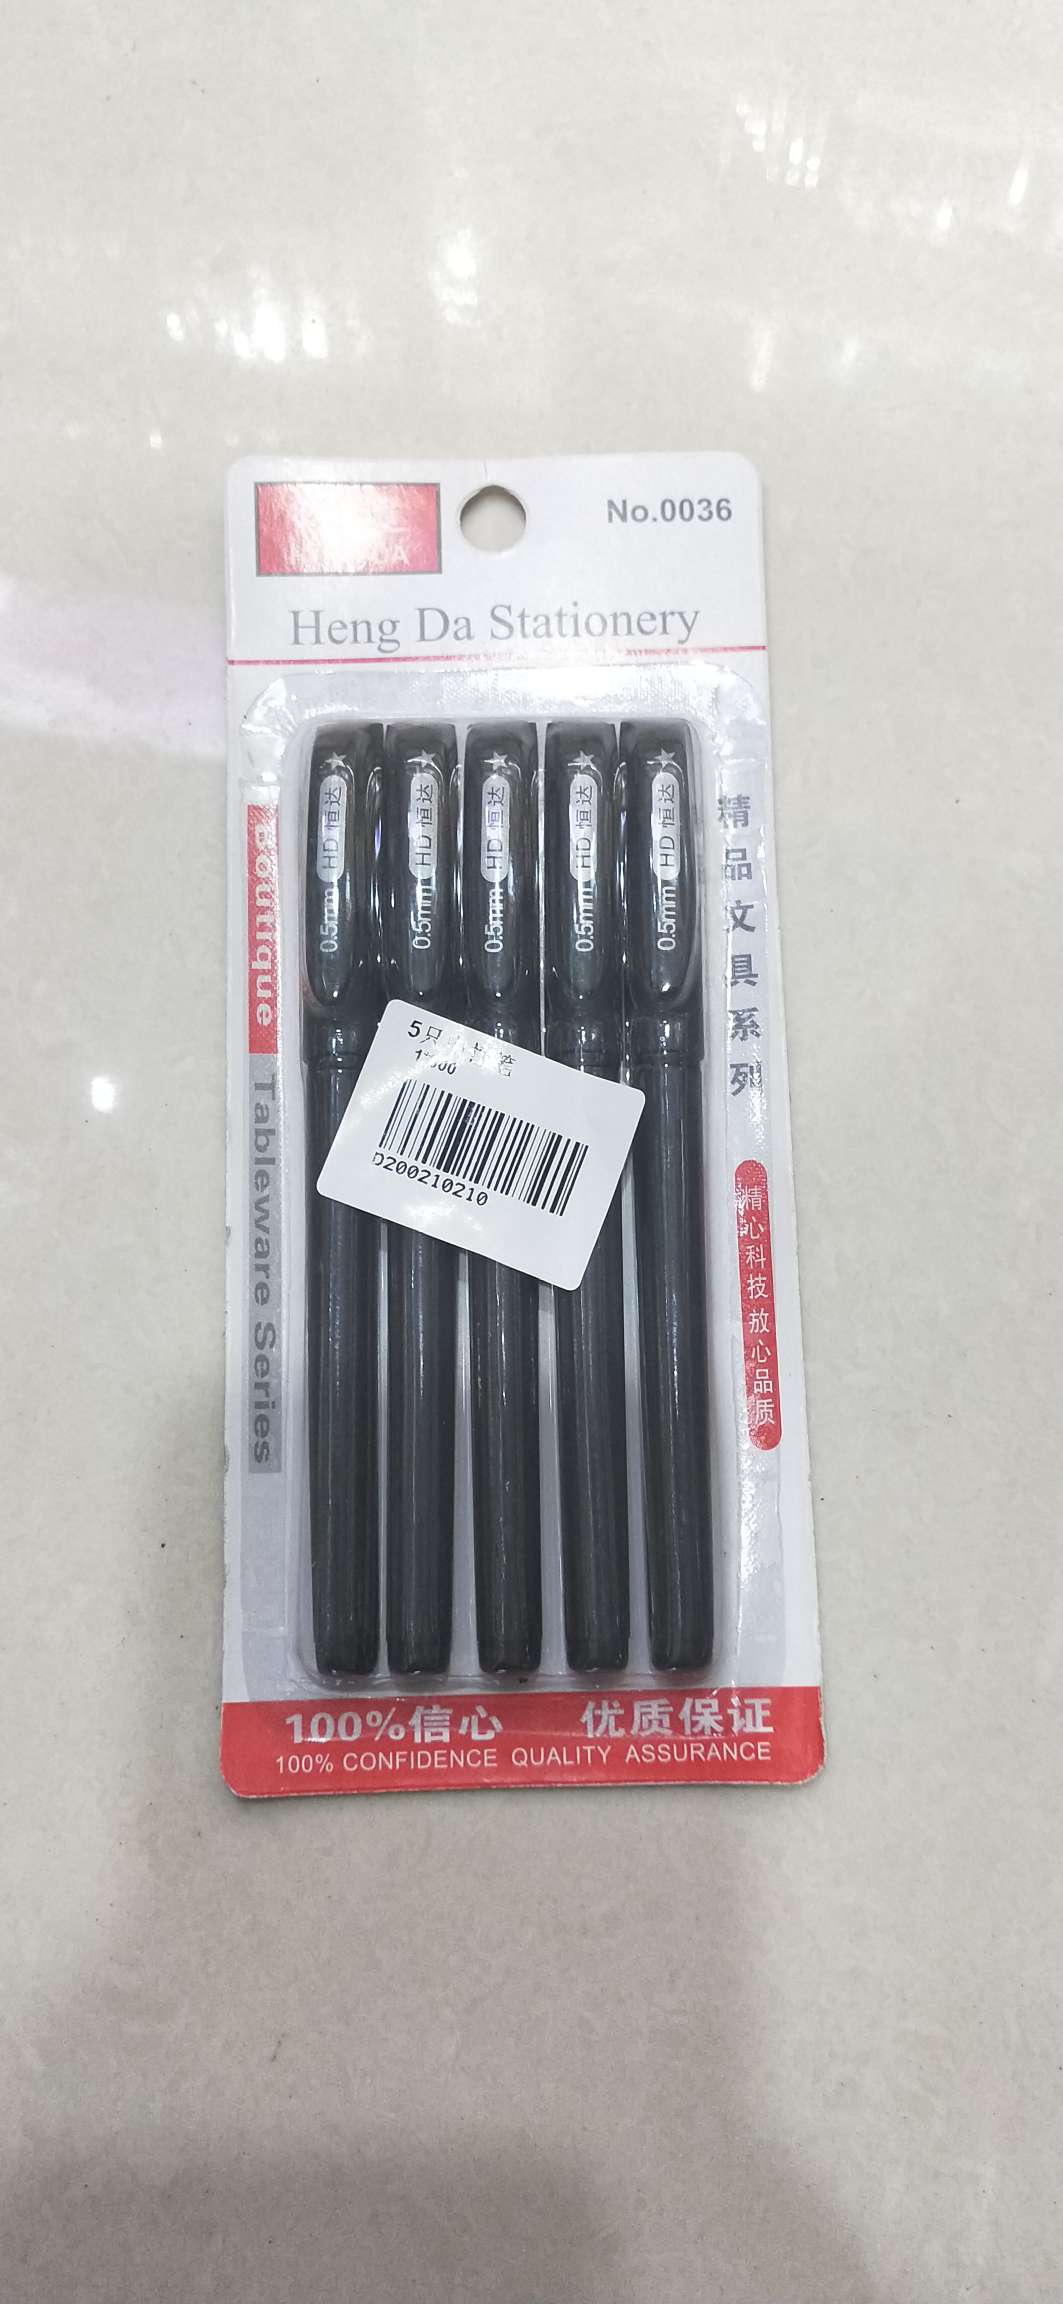 No.0036
Heng Da Stationery
0.5mm HD 恒达
0.5mm HD 恒达
0.5mm HD 恒达
0.5mm HD 恒达
0.5mm HD 恒达
Boutique
Tableware Series
精品文具系列
精心科技放心品质
5只
D200210210
100%信心 优质保证
100% CONFIDENCE QUALITY ASSURANCE